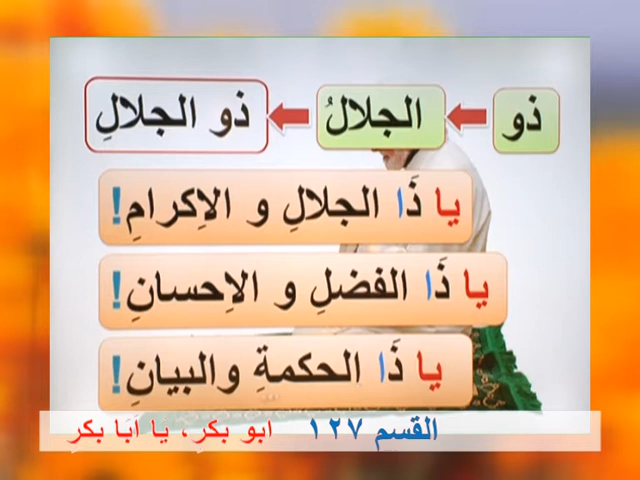 ذو الجلالُ ذو الجلالِ
يا ذَا الجلالِ و الاِكرامِ!
يا ذَا الفضلِ و الاِحسانِ!
يا ذَا الحكمةِ والبيانِ!
القسم ١٢٧ ابو بكرِ، يا اَبَا بكرِ